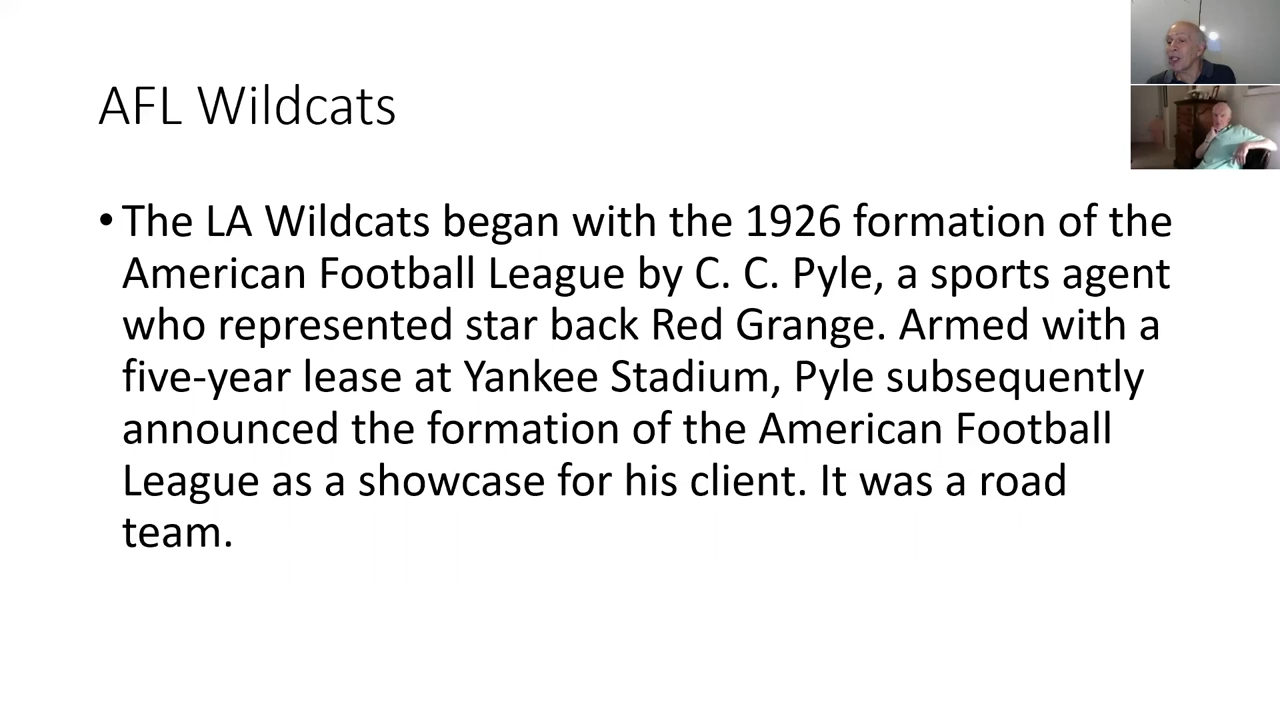 AFL Wildcats
• The LA Wildcats began with the 1926 formation of the
American Football League by C. C. Pyle, a sports agent
who represented star back Red Grange. Armed with a
five-year lease at Yankee Stadium, Pyle subsequently
announced the formation of the American Football
League as a showcase for his client. It was a road
team.